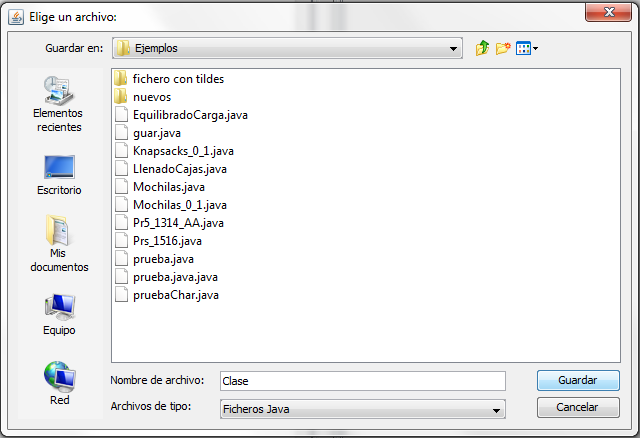 Elige un archivo:
Guardar en:
Ejemplos
Elementos
recientes
Escritorio
Mis
documentos
Equipo
Red
fichero con tildes
nuevos
EquilibradoCarga.java
guar.java
Knapsacks_0_1.java
LlenadoCajas.java
Mochilas.java
Mochilas_0_1.java
Pr5_1314_AA.java
Prs_1516.java
prueba.java
prueba.java.java
pruebaChar.java
Nombre de archivo:
Clase
Guardar
Archivos de tipo:
Ficheros Java
Cancelar